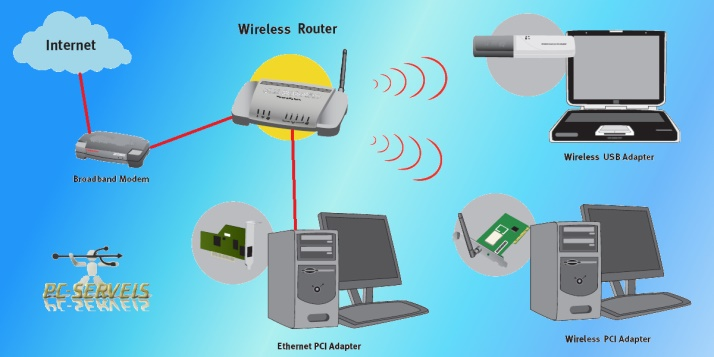 Internet
Wireless Router
Broadband Modem
Wireless USB Adapter
PC-SERVEIS
Ethernet PCI Adapter
Wireless PCI Adapter